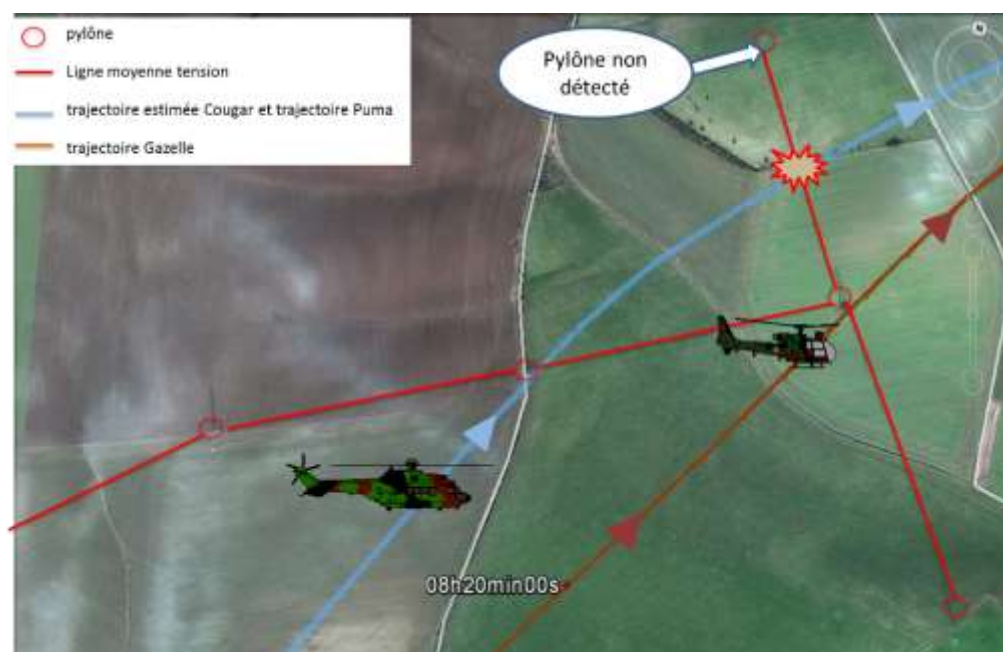 pylône
Ligne moyenne tension
trajectoire estimée Cougar et trajectoire Puma
trajectoire Gazelle
Pylône non
détecté
N
08h20min00s